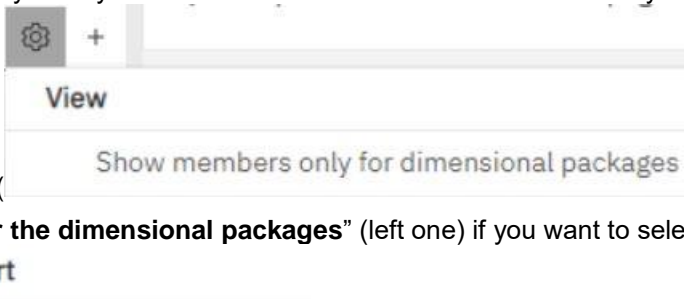 +
View
Show members only for dimensional packages
(
r the dimensional packages” (left one) if you want to sele
rt